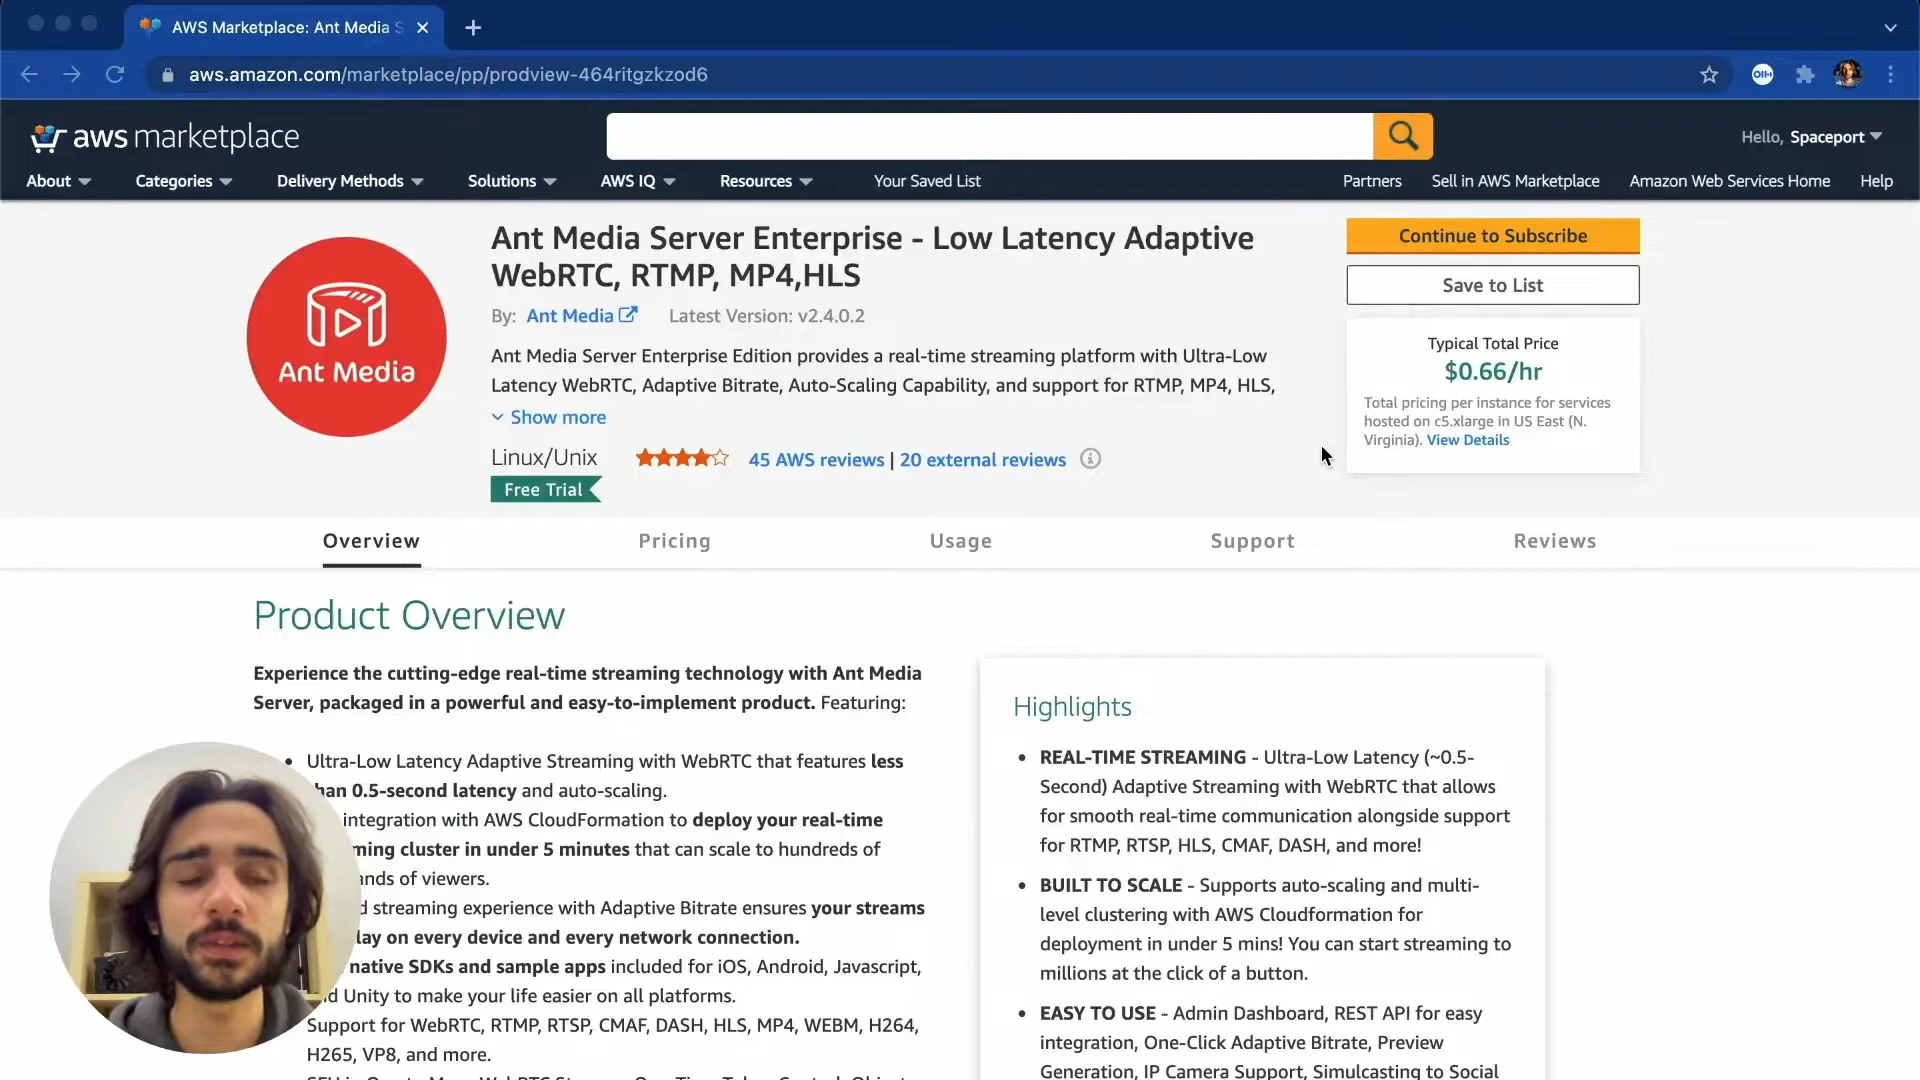 AWS Marketplace: Ant Media S
aws.amazon.com/marketplace/pp/prodview-464ritgzkzod6
aws marketplace
Hello, Spaceport
About Categories Delivery Methods Solutions AWS IQ Resources Your Saved List Partners Sell in AWS Marketplace Amazon Web Services Home Help
Ant Media
Ant Media Server Enterprise - Low Latency Adaptive
WebRTC, RTMP, MP4,HLS
By: Ant Media Latest Version: v2.4.0.2
Ant Media Server Enterprise Edition provides a real-time streaming platform with Ultra-Low
Latency WebRTC, Adaptive Bitrate, Auto-Scaling Capability, and support for RTMP, MP4, HLS,
Show more
Linux/Unix 45 AWS reviews | 20 external reviews
Free Trial
Continue to Subscribe
Save to List
Typical Total Price
$0.66/hr
Total pricing per instance for services
hosted on c5.xlarge in US East (N.
Virginia). View Details
Overview Pricing Usage Support Reviews
Product Overview
Experience the cutting-edge real-time streaming technology with Ant Media
Server, packaged in a powerful and easy-to-implement product. Featuring:
Ultra-Low Latency Adaptive Streaming with WebRTC that features less
han 0.5-second latency and auto-scaling.
integration with AWS CloudFormation to deploy your real-time
ming cluster in under 5 minutes that can scale to hundreds of
nds of viewers.
d streaming experience with Adaptive Bitrate ensures your streams
lay on every device and every network connection.
native SDKs and sample apps included for iOS, Android, Javascript,
d Unity to make your life easier on all platforms.
Support for WebRTC, RTMP, RTSP, CMAF, DASH, HLS, MP4, WEBM, H264,
H265, VP8, and more.
Highlights
REAL-TIME STREAMING - Ultra-Low Latency (~0.5-
Second) Adaptive Streaming with WebRTC that allows
for smooth real-time communication alongside support
for RTMP, RTSP, HLS, CMAF, DASH, and more!
BUILT TO SCALE - Supports auto-scaling and multi-
level clustering with AWS Cloudformation for
deployment in under 5 mins! You can start streaming to
millions at the click of a button.
EASY TO USE - Admin Dashboard, REST API for easy
integration, One-Click Adaptive Bitrate, Preview
Generation, IP Camera Support, Simulcasting to Social